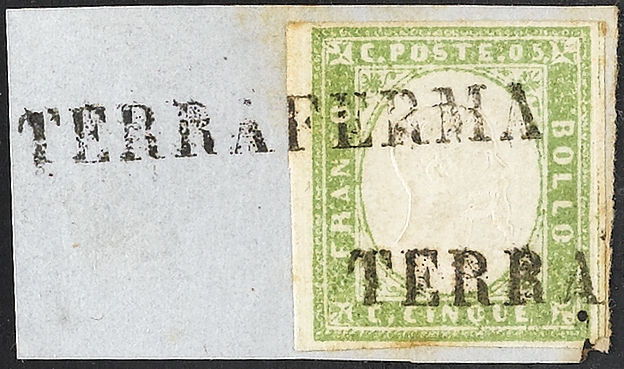 C. POSTE. 05
TERRAFERMA
FRANCO
BOLLO
TERRA
C. CINQUE